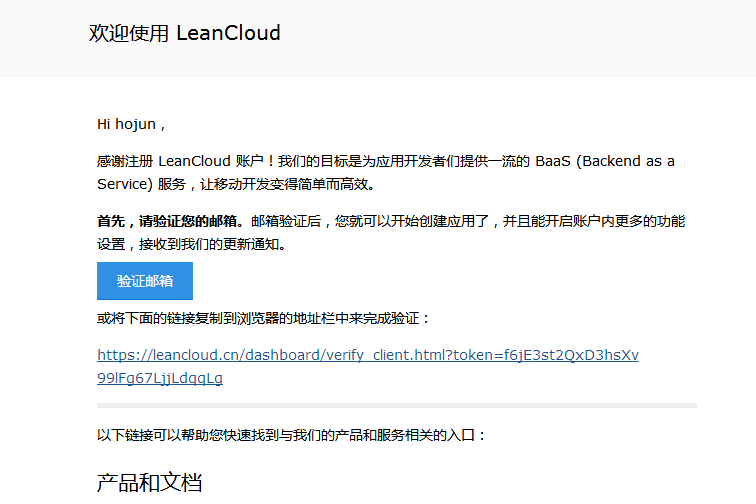 欢迎使用 LeanCloud
Hi hojun，
感谢注册 LeanCloud 账户！我们的目标是为应用开发者们提供一流的 BaaS (Backend as a
Service) 服务，让移动开发变得简单而高效。
首先，请验证您的邮箱。邮箱验证后，您就可以开始创建应用了，并且能开启账户内更多的功能
设置，接收到我们的更新通知。
验证邮箱
或将下面的链接复制到浏览器的地址栏中来完成验证：
https://leancloud.cn/dashboard/verify_client.html?token=f6jE3st2QxD3hsXv
99lFg67LjjLdqqLg
以下链接可以帮助您快速找到与我们的产品和服务相关的入口：
产品和文档